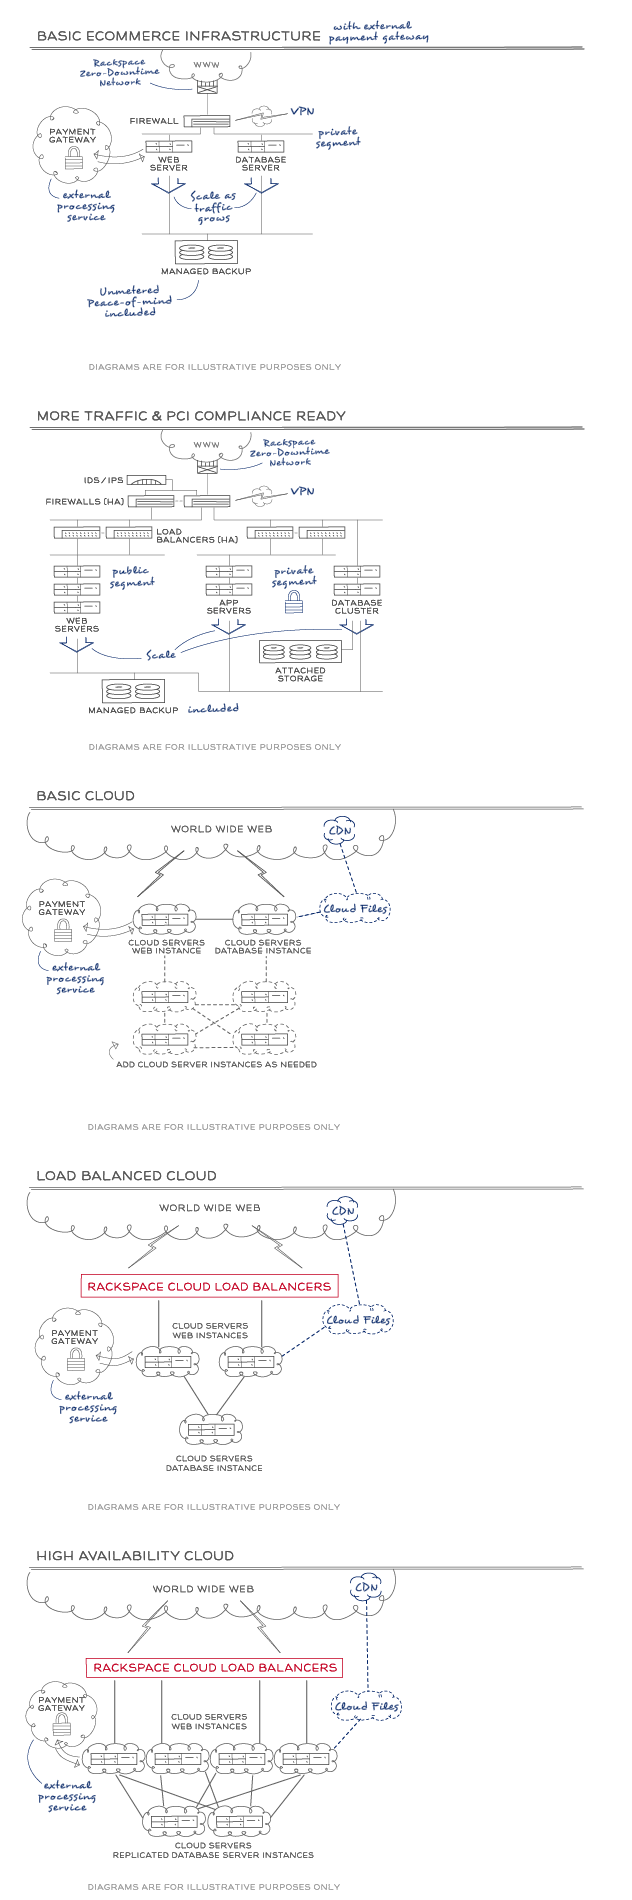 BASIC ECOMMERCE INFRASTRUCTURE with external
payment gateway
WWW
Rackspace
Zero-Downtime
Network
FIREWALL
VPN
PAYMENT
GATEWAY
private
segment
WEB
SERVER
DATABASE
SERVER
external
processing
service
Scale as
traffic
grows
MANAGED BACKUP
Unmetered
Peace-of-mind
included
DIAGRAMS ARE FOR ILLUSTRATIVE PURPOSES ONLY
MORE TRAFFIC & PCI COMPLIANCE READY
WWW
Rackspace
Zero-Downtime
Network
IDS/IPS
FIREWALLS [HA]
VPN
LOAD
BALANCERS [HA]
public
segment
private
segment
WEB
SERVERS
APP
SERVERS
DATABASE
CLUSTER
Scale
ATTACHED
STORAGE
MANAGED BACKUP included
DIAGRAMS ARE FOR ILLUSTRATIVE PURPOSES ONLY
BASIC CLOUD
WORLD WIDE WEB
CDN
PAYMENT
GATEWAY
Cloud Files
CLOUD SERVERS
WEB INSTANCE
CLOUD SERVERS
DATABASE INSTANCE
external
processing
service
ADD CLOUD SERVER INSTANCES AS NEEDED
DIAGRAMS ARE FOR ILLUSTRATIVE PURPOSES ONLY
LOAD BALANCED CLOUD
WORLD WIDE WEB
CDN
RACKSPACE CLOUD LOAD BALANCERS
Cloud Files
CLOUD SERVERS
WEB INSTANCES
PAYMENT
GATEWAY
external
processing
service
CLOUD SERVERS
DATABASE INSTANCE
DIAGRAMS ARE FOR ILLUSTRATIVE PURPOSES ONLY
HIGH AVAILABILITY CLOUD
WORLD WIDE WEB
CDN
RACKSPACE CLOUD LOAD BALANCERS
PAYMENT
GATEWAY
Cloud Files
CLOUD SERVERS
WEB INSTANCES
external
processing
service
CLOUD SERVERS
REPLICATED DATABASE SERVER INSTANCES
DIAGRAMS ARE FOR ILLUSTRATIVE PURPOSES ONLY